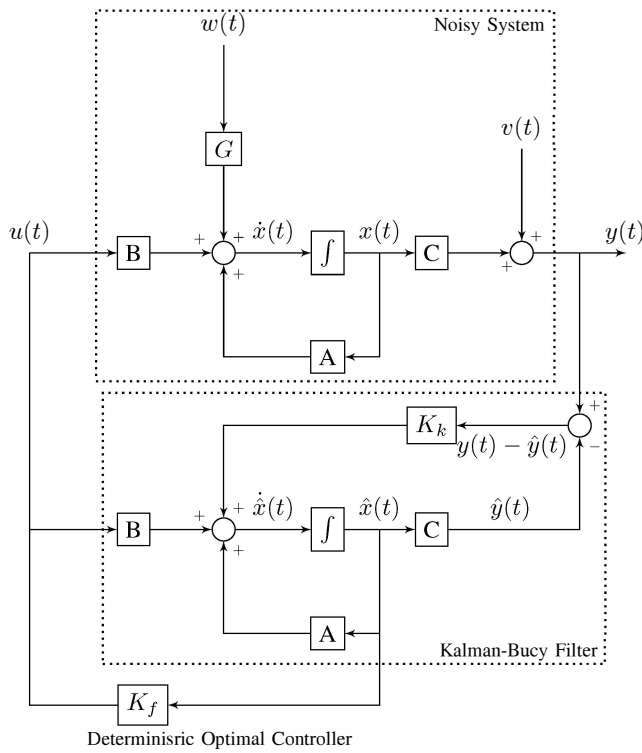 w(t)
Noisy System
v(t)
G
u(t)
+
ẋ(t)
x(t)
+
y(t)
B
+
∫
C
+
+
A
K_k
+
y(t) − ŷ(t)
−
+
+
x̂̇(t)
x̂(t)
ŷ(t)
B
∫
C
+
A
Kalman-Bucy Filter
K_f
Determinisric Optimal Controller